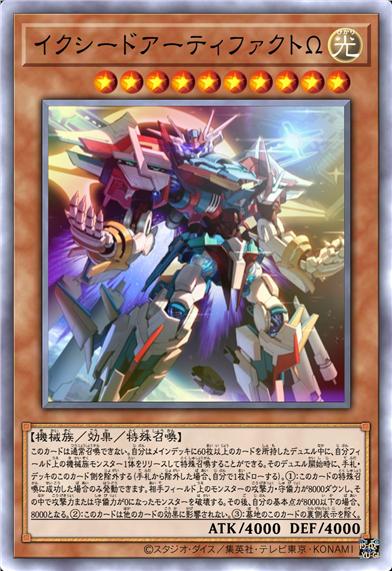 イクシードアーティファクトΩ
光
【機械族／効果／特殊召喚】
このカードは通常召喚できない。自分はメインデッキに60枚以上のカードを所持したデュエル中に、自分フィールド上の機械族モンスター1体をリリースして特殊召喚することができる。そのデュエル開始時に、手札・
デッキのこのカード側を除外する(手札から除外した場合、自分で1枚ドローする)。①:このカードの特殊召
喚に成功した場合のみ発動できる。相手フィールド上のモンスターの攻撃力・守備力が8000ダウンし、そ
の中で攻撃力または守備力が0になったモンスターを破壊する。その後、自分の基本点が8000以下の場合、
8000となる。②:このカードは他のカードの効果に影響されない。③:墓地のこのカードの裏側表示を除く。
ATK/4000 DEF/4000
©スタジオ・ダイス／集英社・テレビ東京・KONAMI